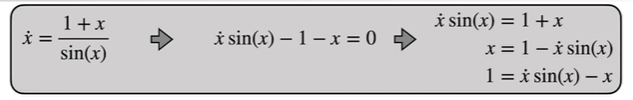 ẋ = (1 + x) / sin(x) ⇨ ẋ sin(x) − 1 − x = 0 ⇨ ẋ sin(x) = 1 + x
x = 1 − ẋ sin(x)
1 = ẋ sin(x) − x